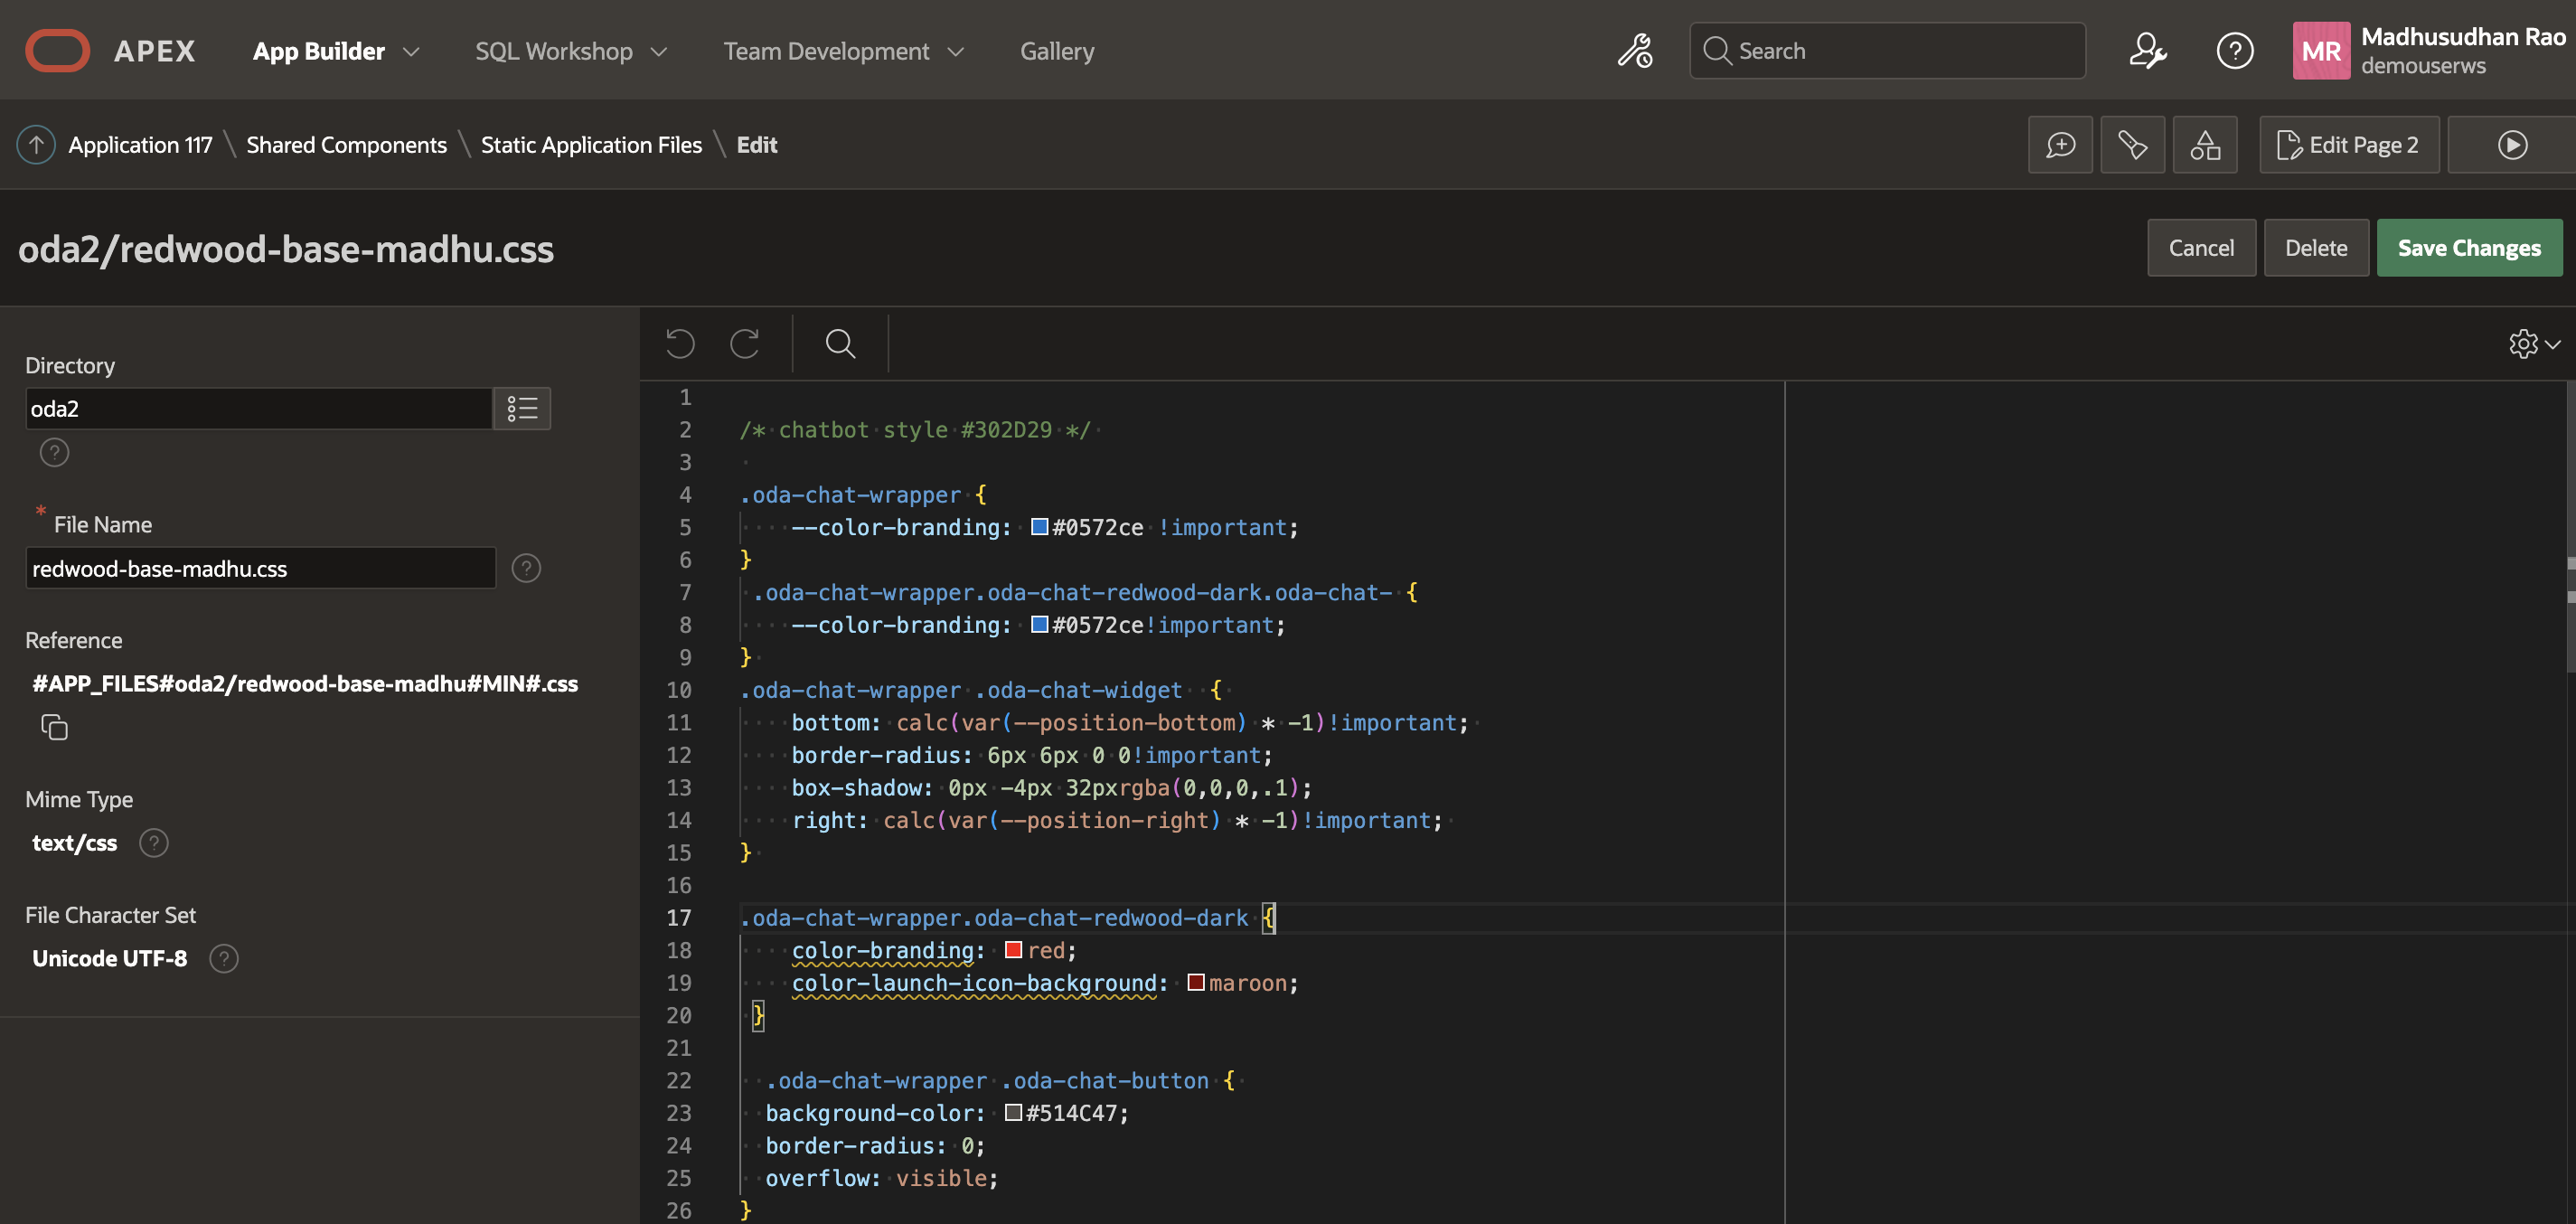 APEX App Builder SQL Workshop Team Development Gallery Search MR Madhusudhan Rao
demouserws
Application 117 \ Shared Components \ Static Application Files \ Edit Edit Page 2
oda2/redwood-base-madhu.css Cancel Delete Save Changes
Directory
oda2
* File Name
redwood-base-madhu.css
Reference
#APP_FILES#oda2/redwood-base-madhu#MIN#.css
Mime Type
text/css
File Character Set
Unicode UTF-8
1
2 /* chatbot style #302D29 */
3
4 .oda-chat-wrapper {
5 --color-branding: #0572ce !important;
6 }
7 .oda-chat-wrapper.oda-chat-redwood-dark.oda-chat- {
8 --color-branding: #0572ce!important;
9 }
10 .oda-chat-wrapper .oda-chat-widget {
11 bottom: calc(var(--position-bottom) * -1)!important;
12 border-radius: 6px 6px 0 0!important;
13 box-shadow: 0px -4px 32pxrgba(0,0,0,.1);
14 right: calc(var(--position-right) * -1)!important;
15 }
16
17 .oda-chat-wrapper.oda-chat-redwood-dark {
18 color-branding: red;
19 color-launch-icon-background: maroon;
20 }
21
22 .oda-chat-wrapper .oda-chat-button {
23 background-color: #514C47;
24 border-radius: 0;
25 overflow: visible;
26 }